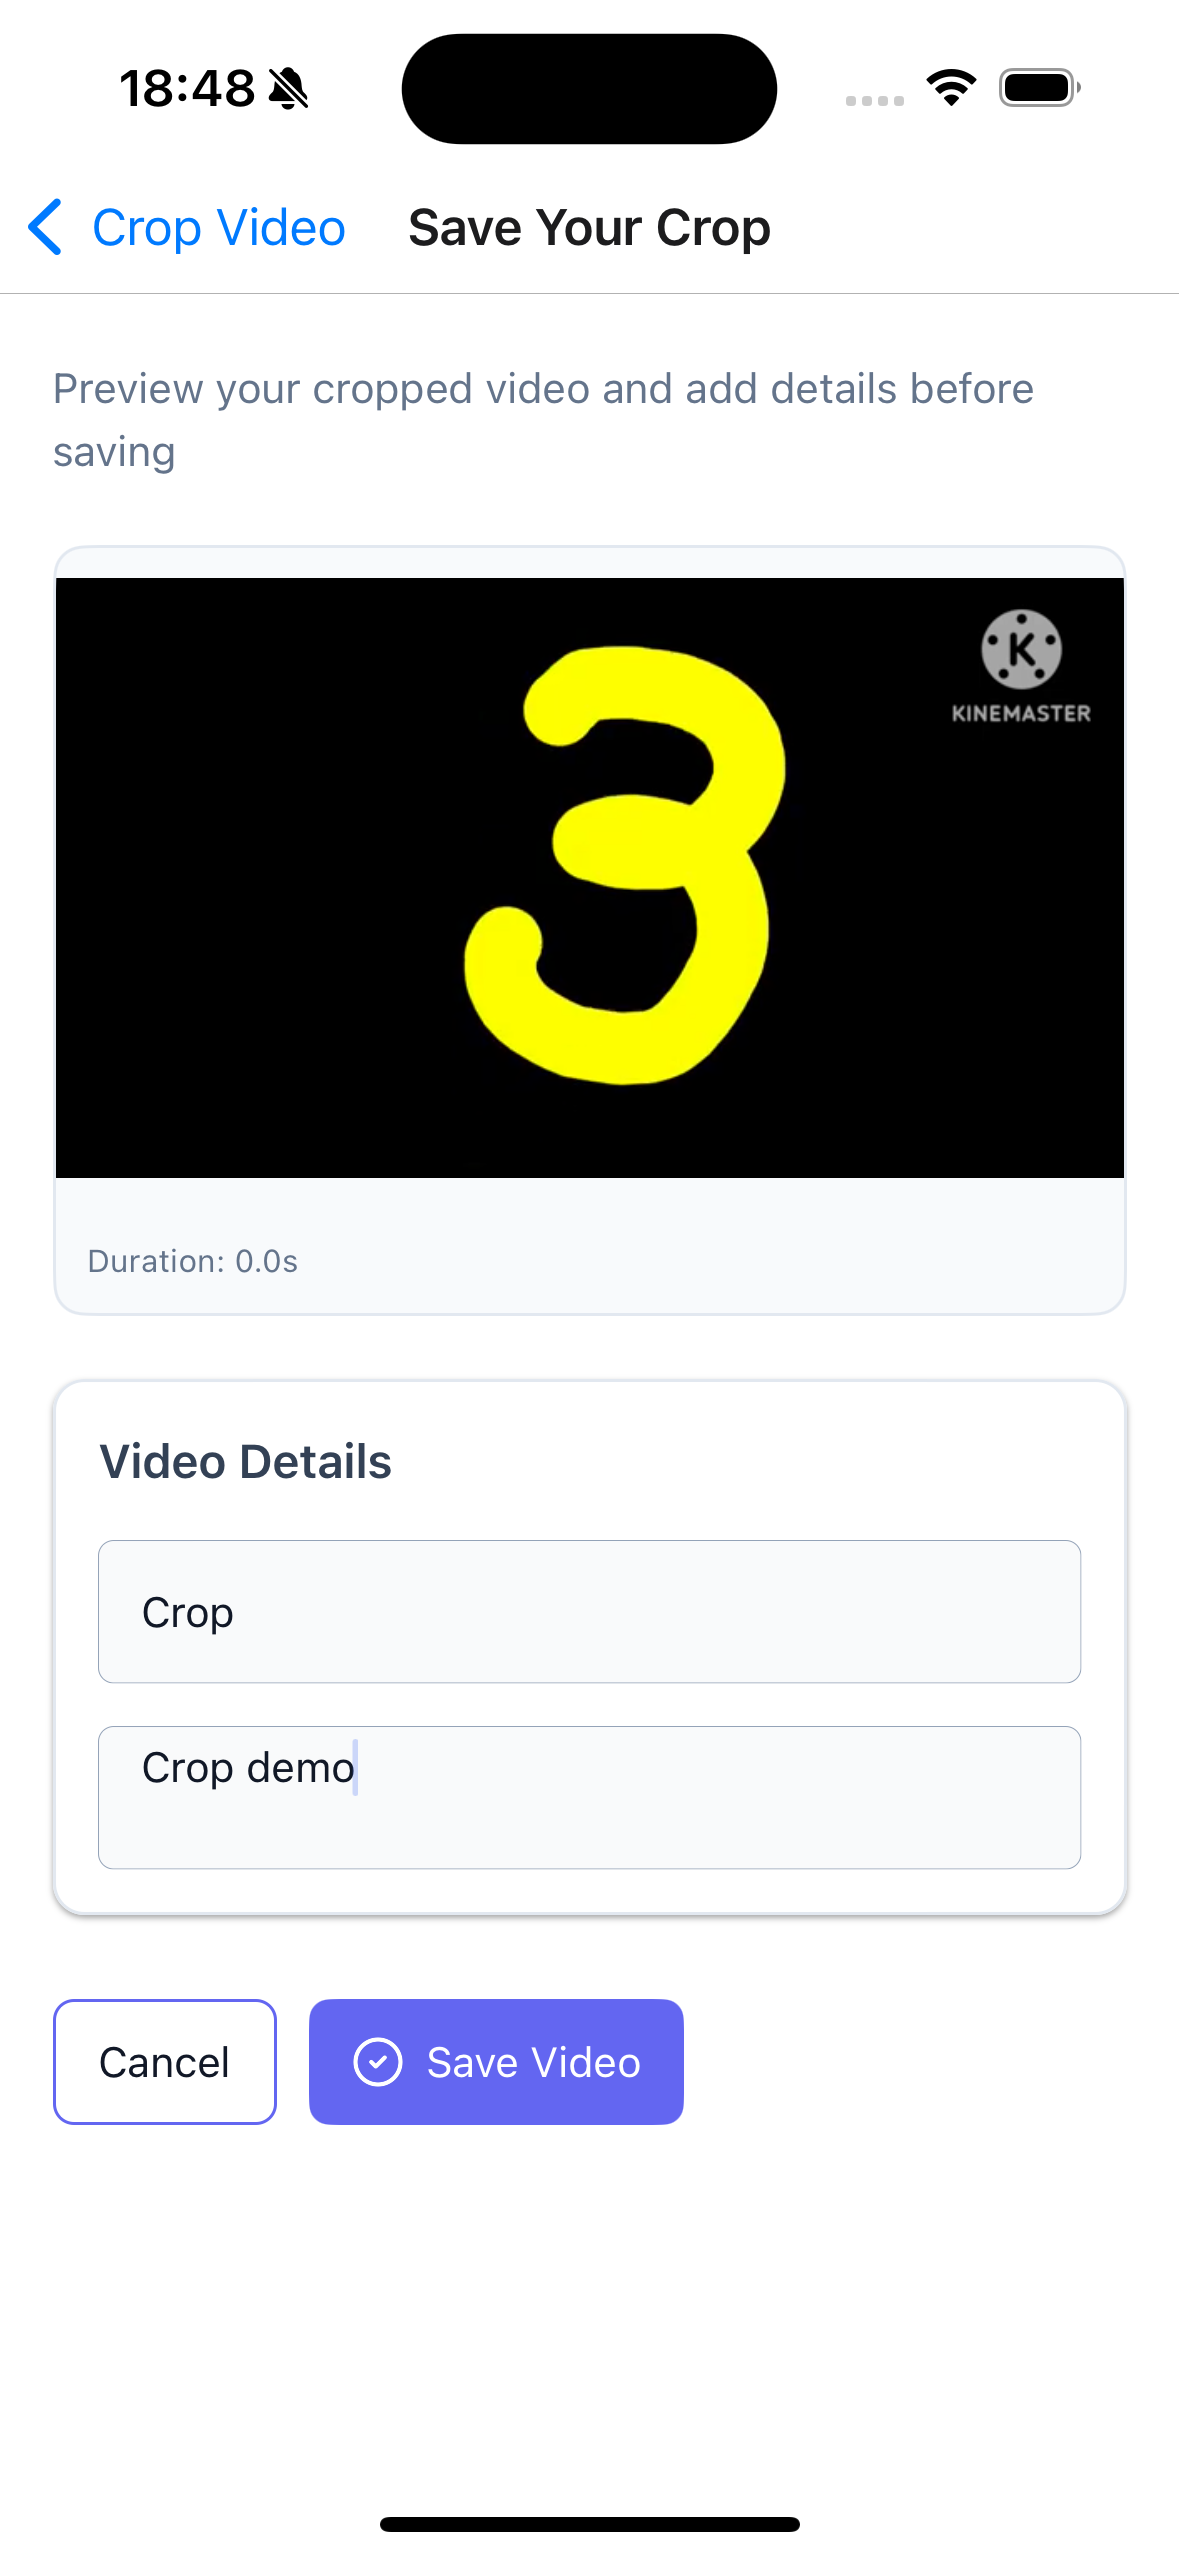 18:48
Crop Video
Save Your Crop
Preview your cropped video and add details before
saving
3
K
KINEMASTER
Duration: 0.0s
Video Details
Crop
Crop demo
Cancel
Save Video